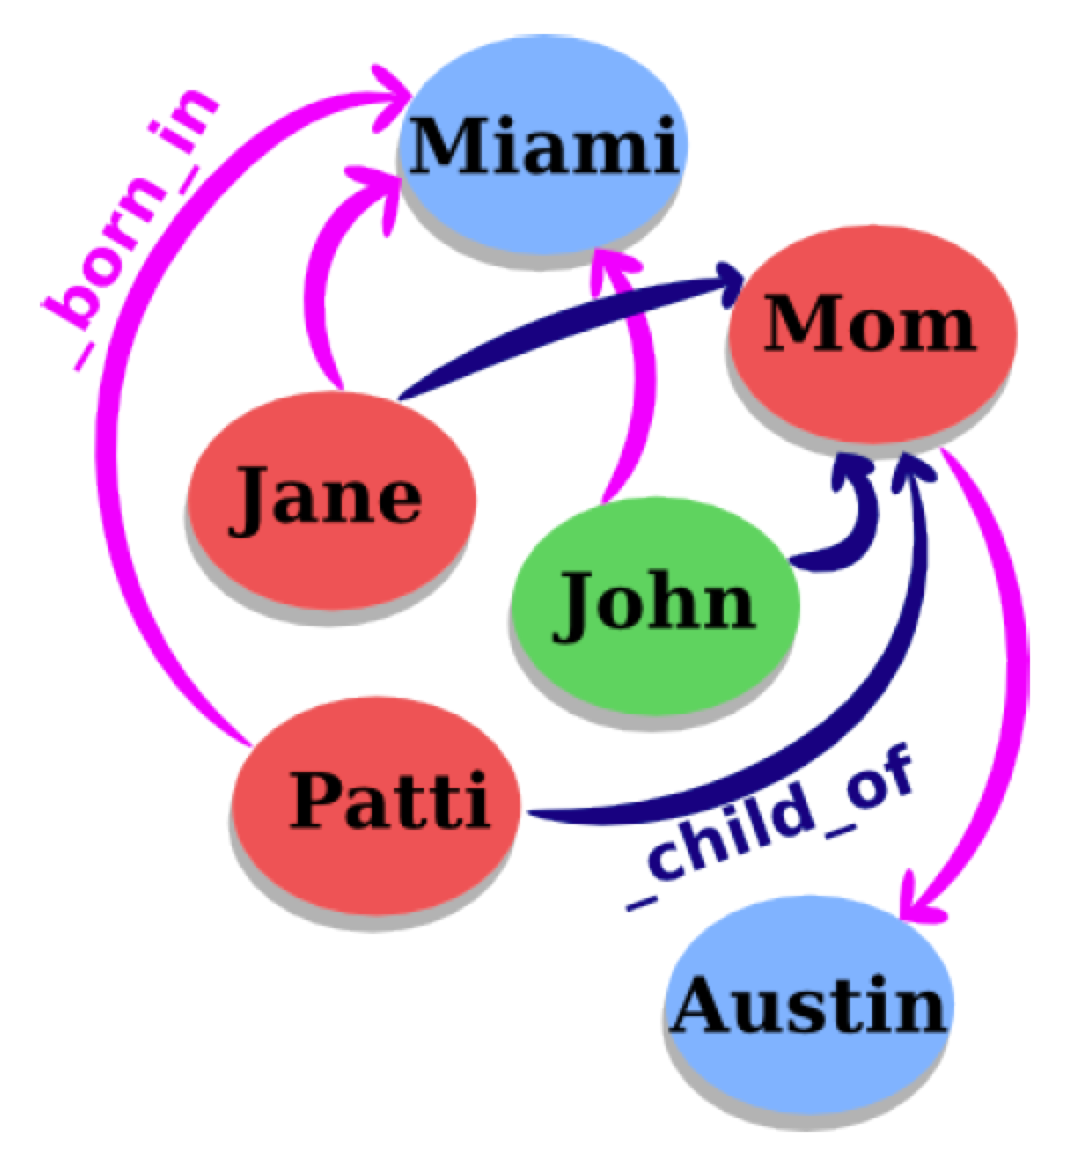 _born_in
Miami
Mom
Jane
John
Patti
_child_of
Austin